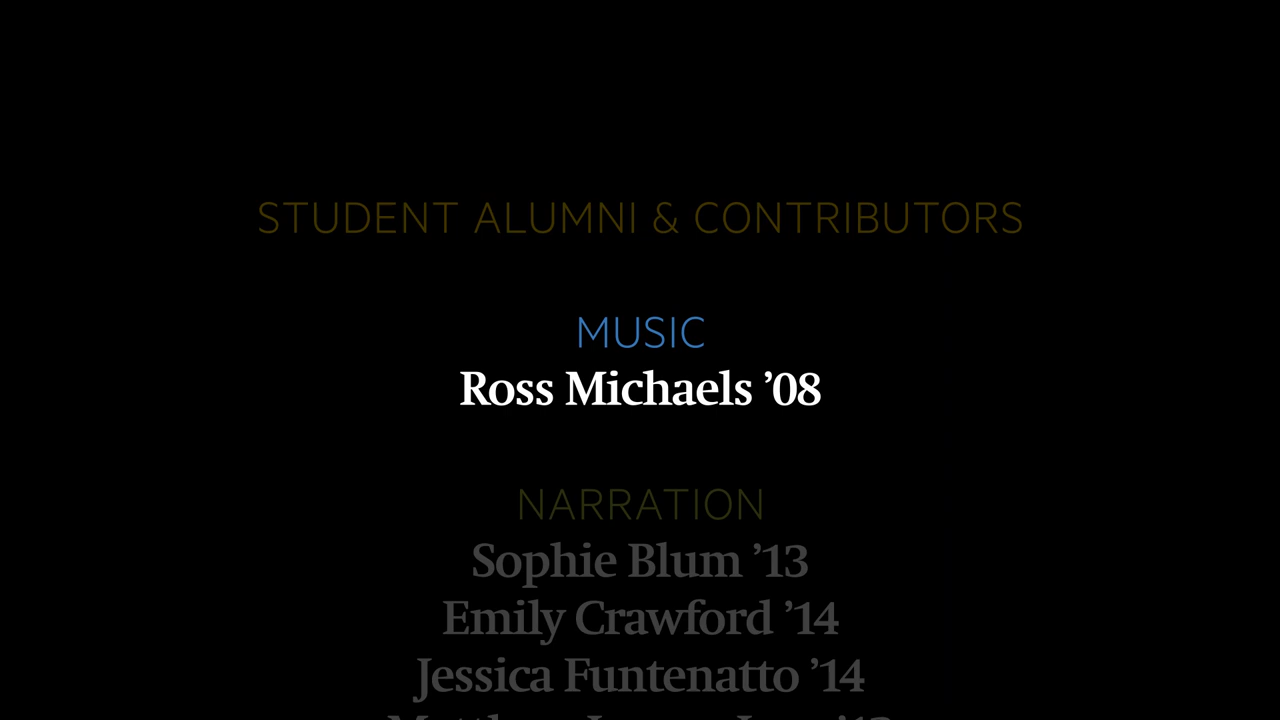 STUDENT ALUMNI & CONTRIBUTORS
MUSIC
Ross Michaels ’08
NARRATION
Sophie Blum ’13
Emily Crawford ’14
Jessica Funtenatto ’14